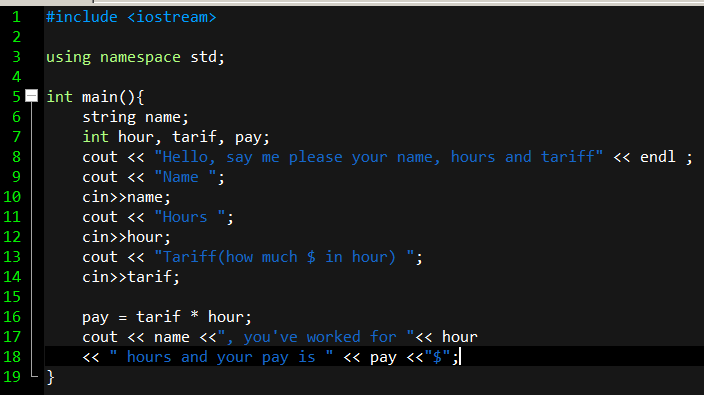 1 #include <iostream>
2
3 using namespace std;
4
5 int main(){
6 string name;
7 int hour, tarif, pay;
8 cout << "Hello, say me please your name, hours and tariff" << endl ;
9 cout << "Name ";
10 cin>>name;
11 cout << "Hours ";
12 cin>>hour;
13 cout << "Tariff(how much $ in hour) ";
14 cin>>tarif;
15
16 pay = tarif * hour;
17 cout << name <<", you've worked for "<< hour
18 << " hours and your pay is " << pay <<"$";
19 }